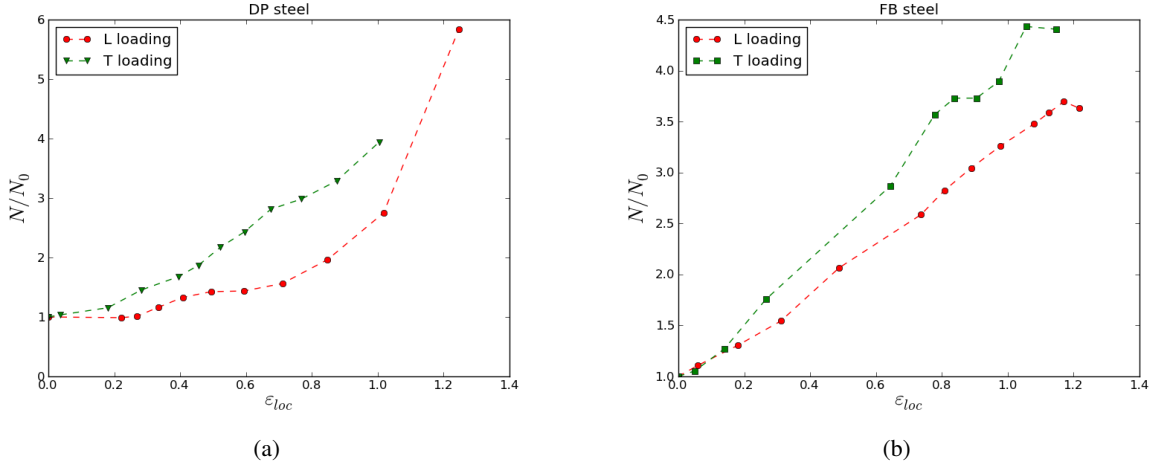 DP steel
L loading
T loading
N/N₀
6
5
4
3
2
1
0
0.0 0.2 0.4 0.6 0.8 1.0 1.2 1.4
ε_loc
(a)
FB steel
L loading
T loading
N/N₀
4.5
4.0
3.5
3.0
2.5
2.0
1.5
1.0
0.0 0.2 0.4 0.6 0.8 1.0 1.2 1.4
ε_loc
(b)